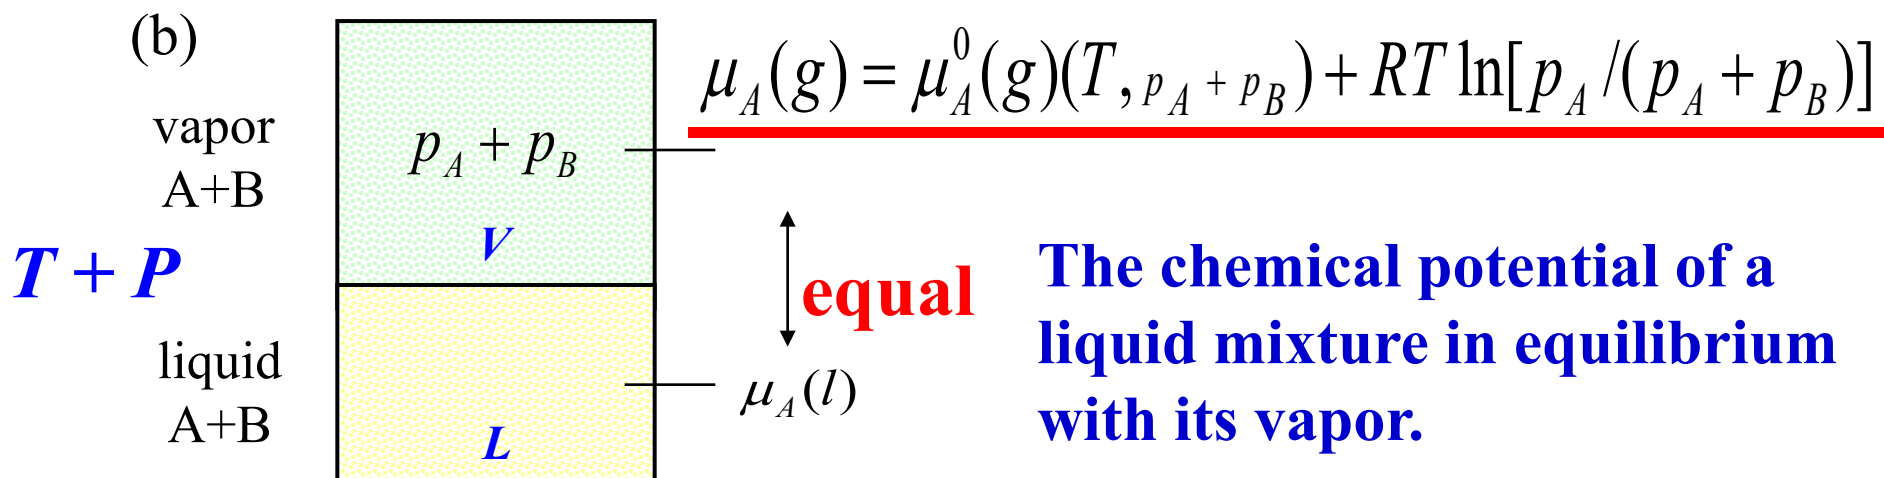 (b)
μ_A(g) = μ_A^0(g)(T, p_A + p_B) + RT ln[p_A /(p_A + p_B)]
vapor
A+B
p_A + p_B
V
T + P
equal
The chemical potential of a
liquid mixture in equilibrium
with its vapor.
liquid
A+B
μ_A(l)
L